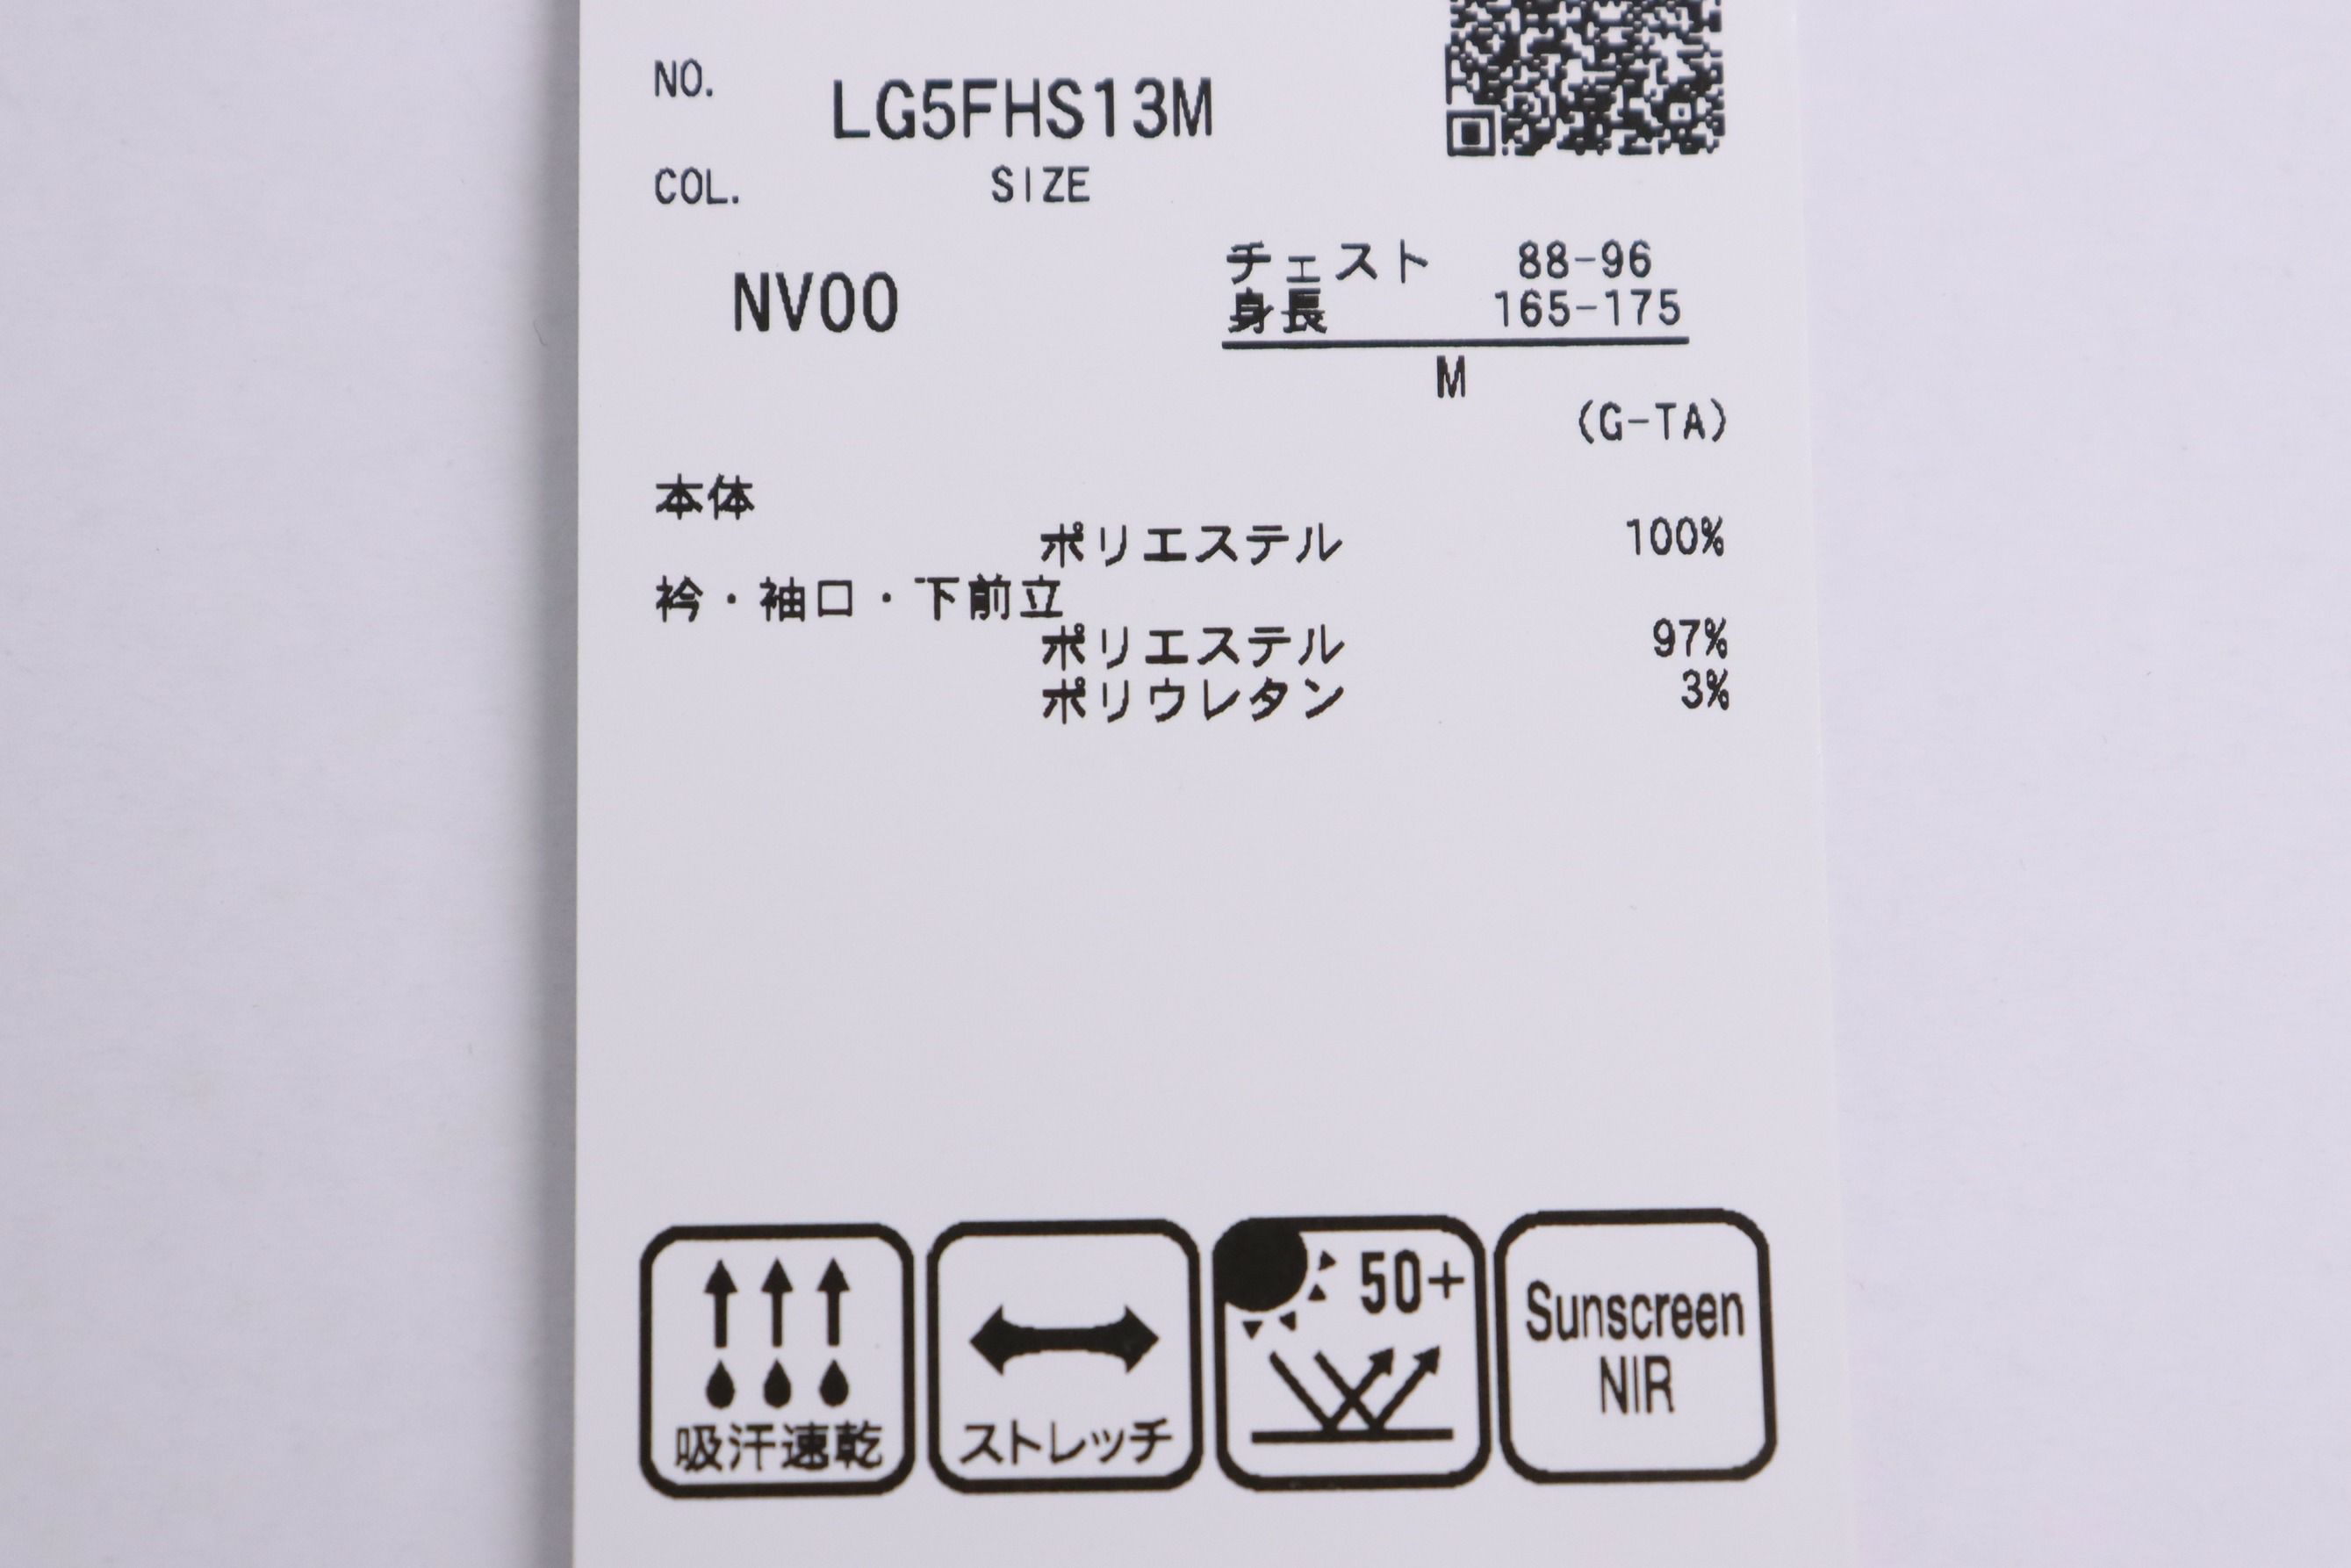 NO.
LG5FHS13M
COL.
SIZE
NV00
チェスト 88-96
身長 165-175
M
(G-TA)
本体
ポリエステル 100%
衿・袖口・下前立
ポリエステル 97%
ポリウレタン 3%
吸汗速乾
ストレッチ
50+
Sunscreen
NIR